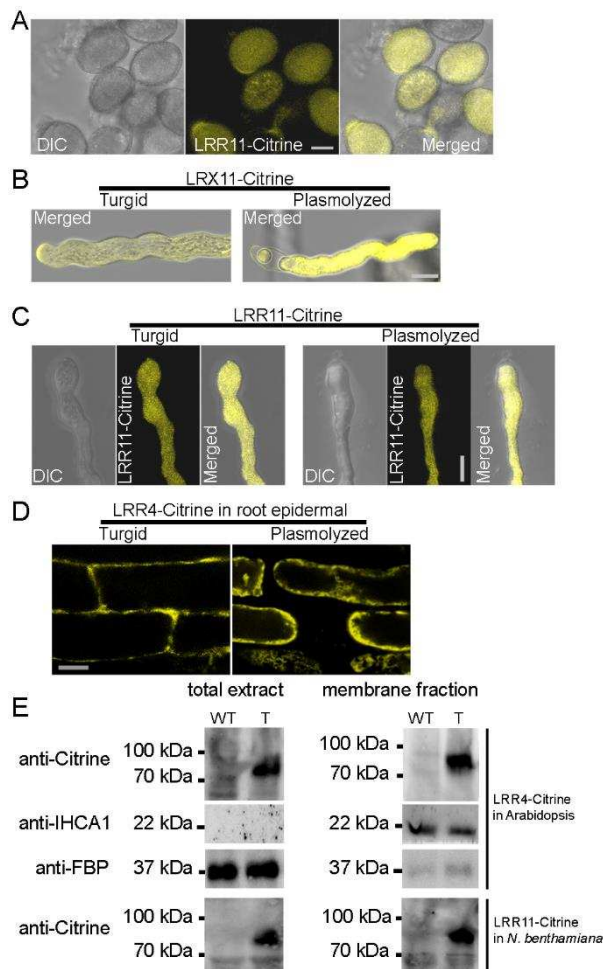 A
DIC LRR11-Citrine Merged
B
LRX11-Citrine
Turgid Plasmolyzed
Merged Merged
C
LRR11-Citrine
Turgid Plasmolyzed
DIC LRR11-Citrine Merged DIC LRR11-Citrine Merged
D
LRR4-Citrine in root epidermal
Turgid Plasmolyzed
total extract membrane fraction
E
WT T WT T
anti-Citrine 100 kDa 70 kDa 100 kDa 70 kDa
anti-IHCA1 22 kDa 22 kDa
anti-FBP 37 kDa 37 kDa
LRR4-Citrine
in Arabidopsis
anti-Citrine 100 kDa 70 kDa 100 kDa 70 kDa
LRR11-Citrine
in N. benthamiana